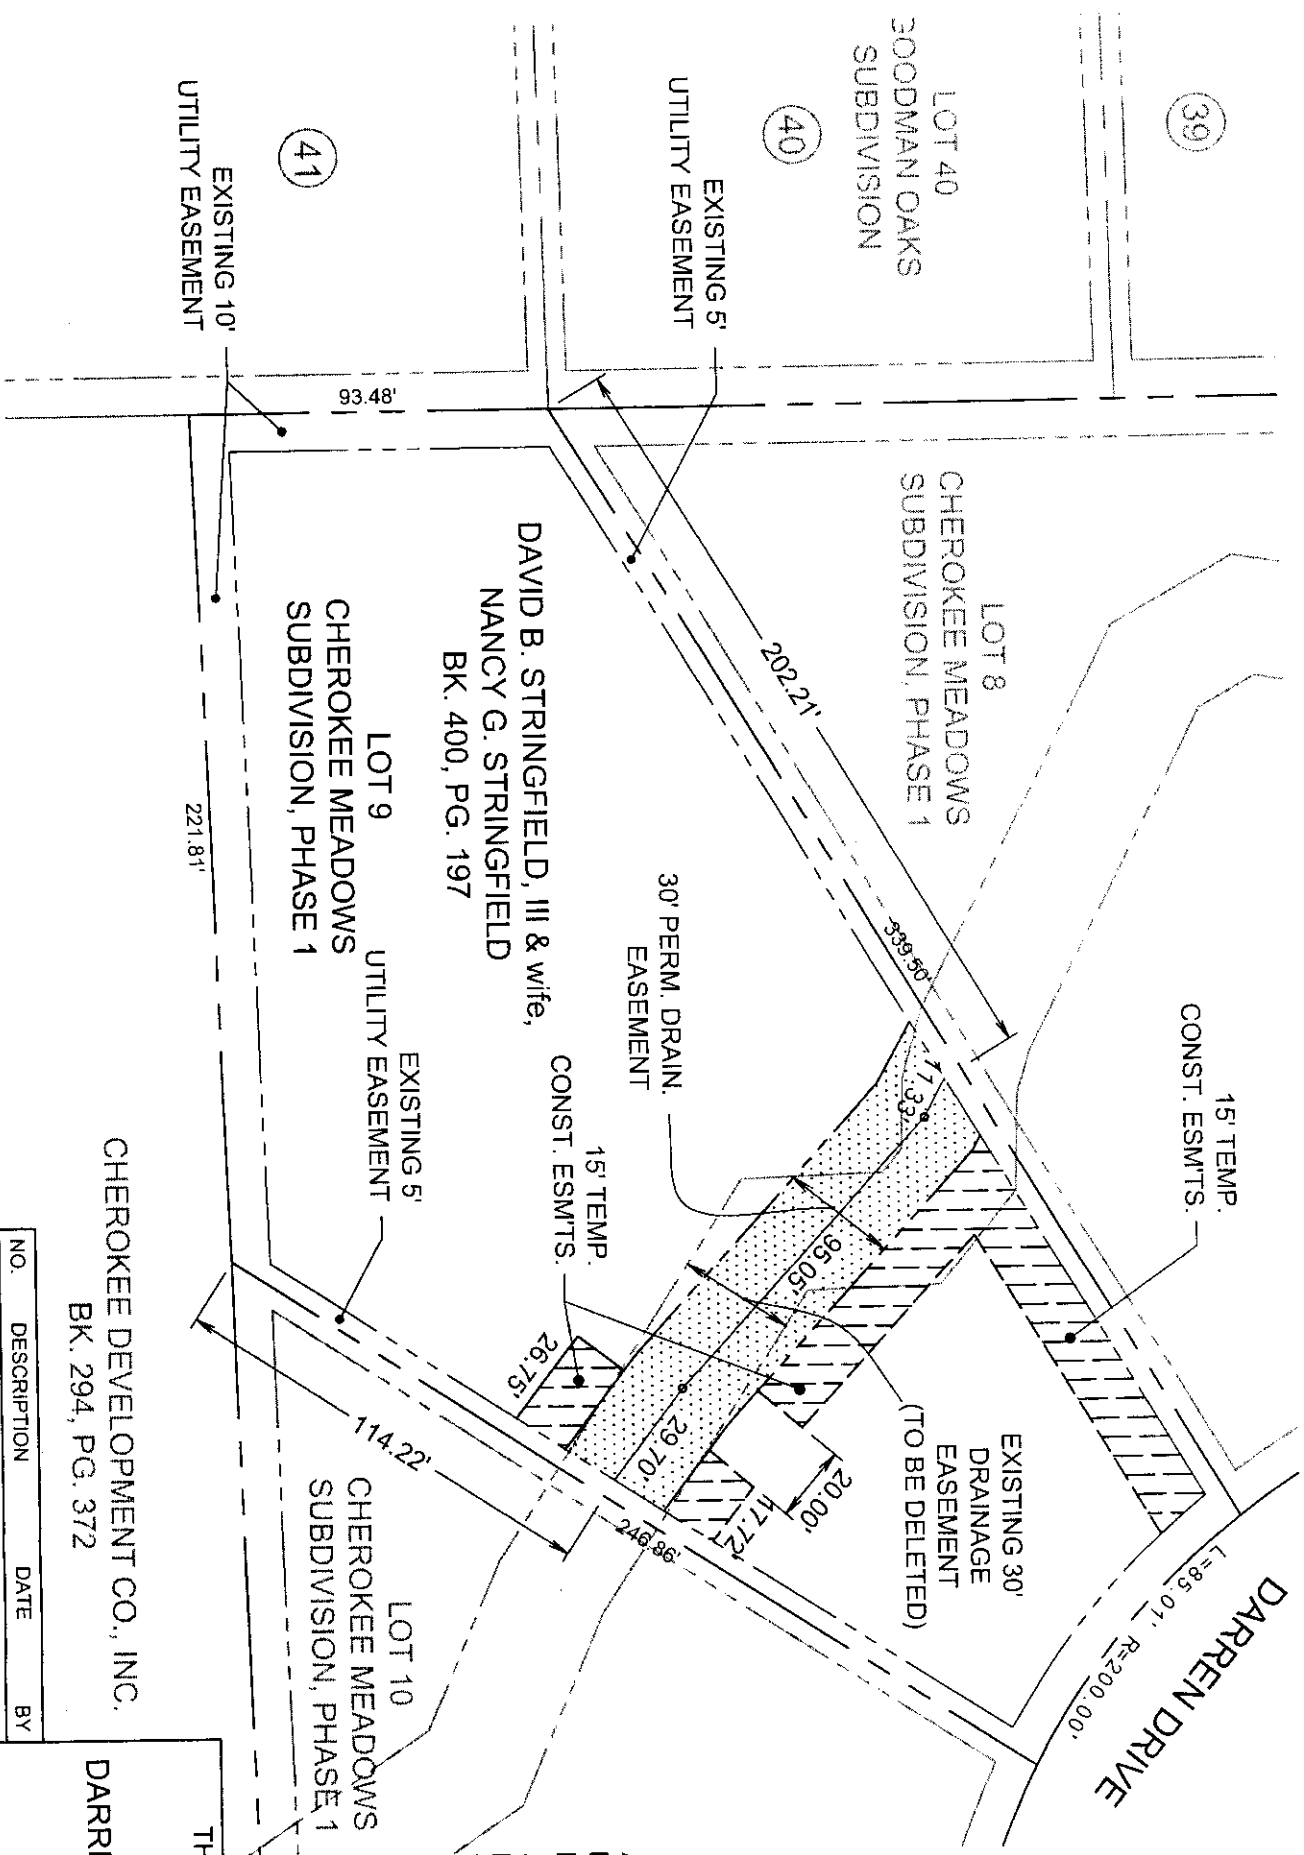 39
LOT 40
GOODMAN OAKS
SUBDIVISION
40
EXISTING 5'
UTILITY EASEMENT
41
EXISTING 10'
UTILITY EASEMENT
93.48'
LOT 8
CHEROKEE MEADOWS
SUBDIVISION, PHASE 1
202.21'
339.50'
DAVID B. STRINGFIELD, III & wife,
NANCY G. STRINGFIELD
BK. 400, PG. 197
LOT 9
CHEROKEE MEADOWS
SUBDIVISION, PHASE 1
221.81'
15' TEMP.
CONST. ESM'TS.
30' PERM. DRAIN.
EASEMENT
17.33'
95.05'
29.70'
15' TEMP.
CONST. ESM'TS.
EXISTING 5'
UTILITY EASEMENT
26.75'
114.22'
20.00'
17.72'
246.86'
EXISTING 30'
DRAINAGE
EASEMENT
(TO BE DELETED)
L=85.01' R=200.00'
DARREN DRIVE
LOT 10
CHEROKEE MEADOWS
SUBDIVISION, PHASE 1
CHEROKEE DEVELOPMENT CO., INC.
BK. 294, PG. 372
NO. DESCRIPTION DATE BY
TH
DARR